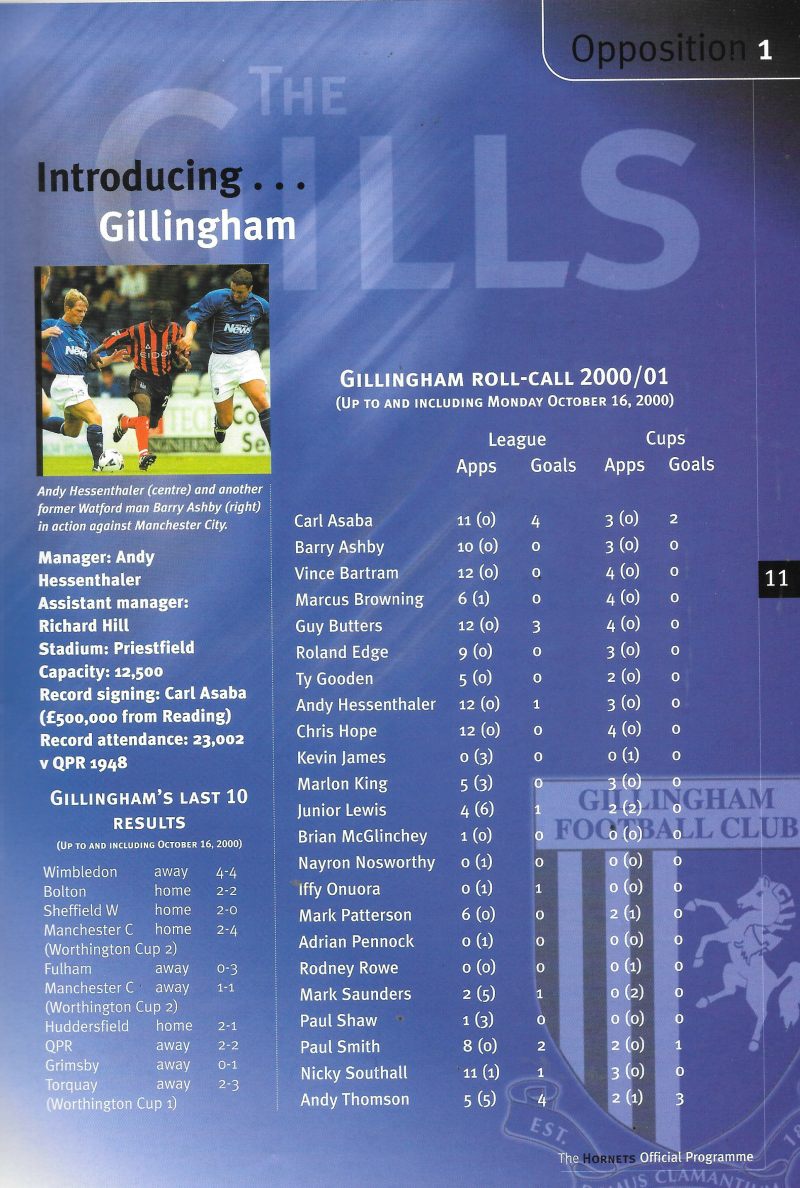 Opposition 1
THE
GILLS
Introducing . . .
Gillingham
News
EIDOS
News
Andy Hessenthaler (centre) and another
former Watford man Barry Ashby (right)
in action against Manchester City.
Manager: Andy
Hessenthaler
Assistant manager:
Richard Hill
Stadium: Priestfield
Capacity: 12,500
Record signing: Carl Asaba
(£500,000 from Reading)
Record attendance: 23,002
v QPR 1948
GILLINGHAM'S LAST 10
RESULTS
(UP TO AND INCLUDING OCTOBER 16, 2000)
Wimbledon away 4-4
Bolton home 2-2
Sheffield W home 2-0
Manchester C home 2-4
(Worthington Cup 2)
Fulham away 0-3
Manchester C away 1-1
(Worthington Cup 2)
Huddersfield home 2-1
QPR away 2-2
Grimsby away 0-1
Torquay away 2-3
(Worthington Cup 1)
GILLINGHAM ROLL-CALL 2000/01
(UP TO AND INCLUDING MONDAY OCTOBER 16, 2000)
League Cups
Apps Goals Apps Goals
Carl Asaba 11 (0) 4 3 (0) 2
Barry Ashby 10 (0) 0 3 (0) 0
Vince Bartram 12 (0) 0 4 (0) 0
Marcus Browning 6 (1) 0 4 (0) 0
Guy Butters 12 (0) 3 4 (0) 0
Roland Edge 9 (0) 0 3 (0) 0
Ty Gooden 5 (0) 0 2 (0) 0
Andy Hessenthaler 12 (0) 1 3 (0) 0
Chris Hope 12 (0) 0 4 (0) 0
Kevin James 0 (3) 0 0 (1) 0
Marlon King 5 (3) 0 3 (0) 0
Junior Lewis 4 (6) 1 2 (2) 0
Brian McGlinchey 1 (0) 0 0 (0) 0
Nayron Nosworthy 0 (1) 0 0 (0) 0
Iffy Onuora 0 (1) 1 0 (0) 0
Mark Patterson 6 (0) 0 2 (1) 0
Adrian Pennock 0 (1) 0 0 (0) 0
Rodney Rowe 0 (0) 0 0 (1) 0
Mark Saunders 2 (5) 1 0 (2) 0
Paul Shaw 1 (3) 0 0 (0) 0
Paul Smith 8 (0) 2 2 (0) 1
Nicky Southall 11 (1) 1 3 (0) 0
Andy Thomson 5 (5) 4 2 (1) 3
GILLINGHAM
FOOTBALL CLUB
EST.
11
The HORNETS Official Programme